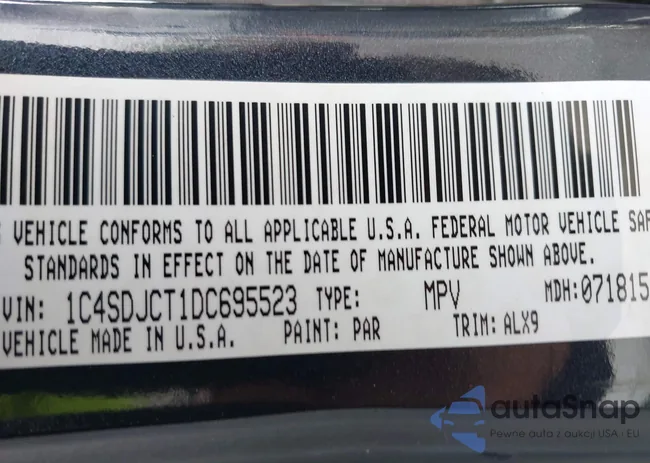 VEHICLE CONFORMS TO ALL APPLICABLE U.S.A. FEDERAL MOTOR VEHICLE SAF
STANDARDS IN EFFECT ON THE DATE OF MANUFACTURE SHOWN ABOVE.
VIN: 1C4SDJCT1DC695523 TYPE: MPV MDH:071815
VEHICLE MADE IN U.S.A. PAINT: PAR TRIM: ALX9
autoSnap
Pewne auta z aukcji USA - EU